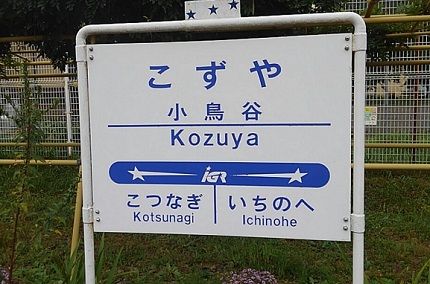 こずや
小鳥谷
Kozuya
IGR
こつなぎ いちのへ
Kotsunagi Ichinohe